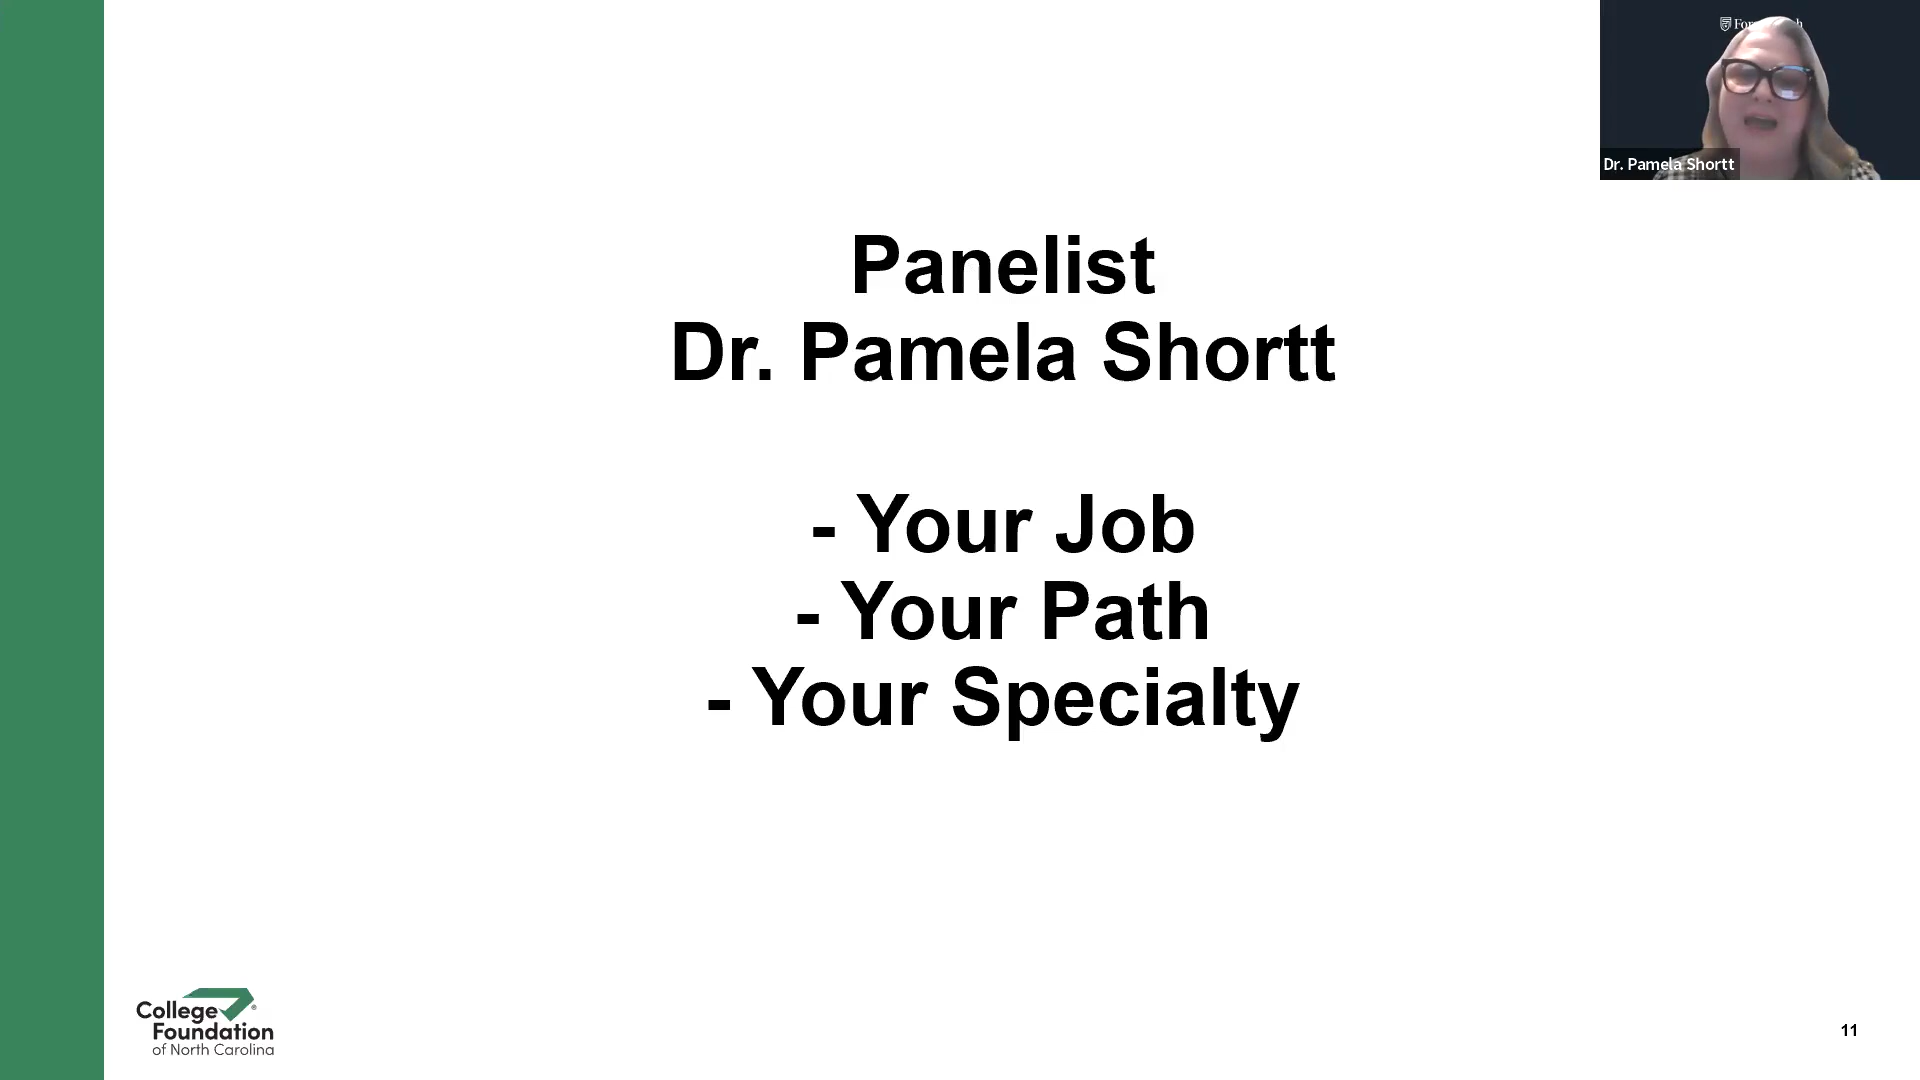 Dr. Pamela Shortt
Panelist
Dr. Pamela Shortt
- Your Job
- Your Path
- Your Specialty
College
Foundation
of North Carolina
11